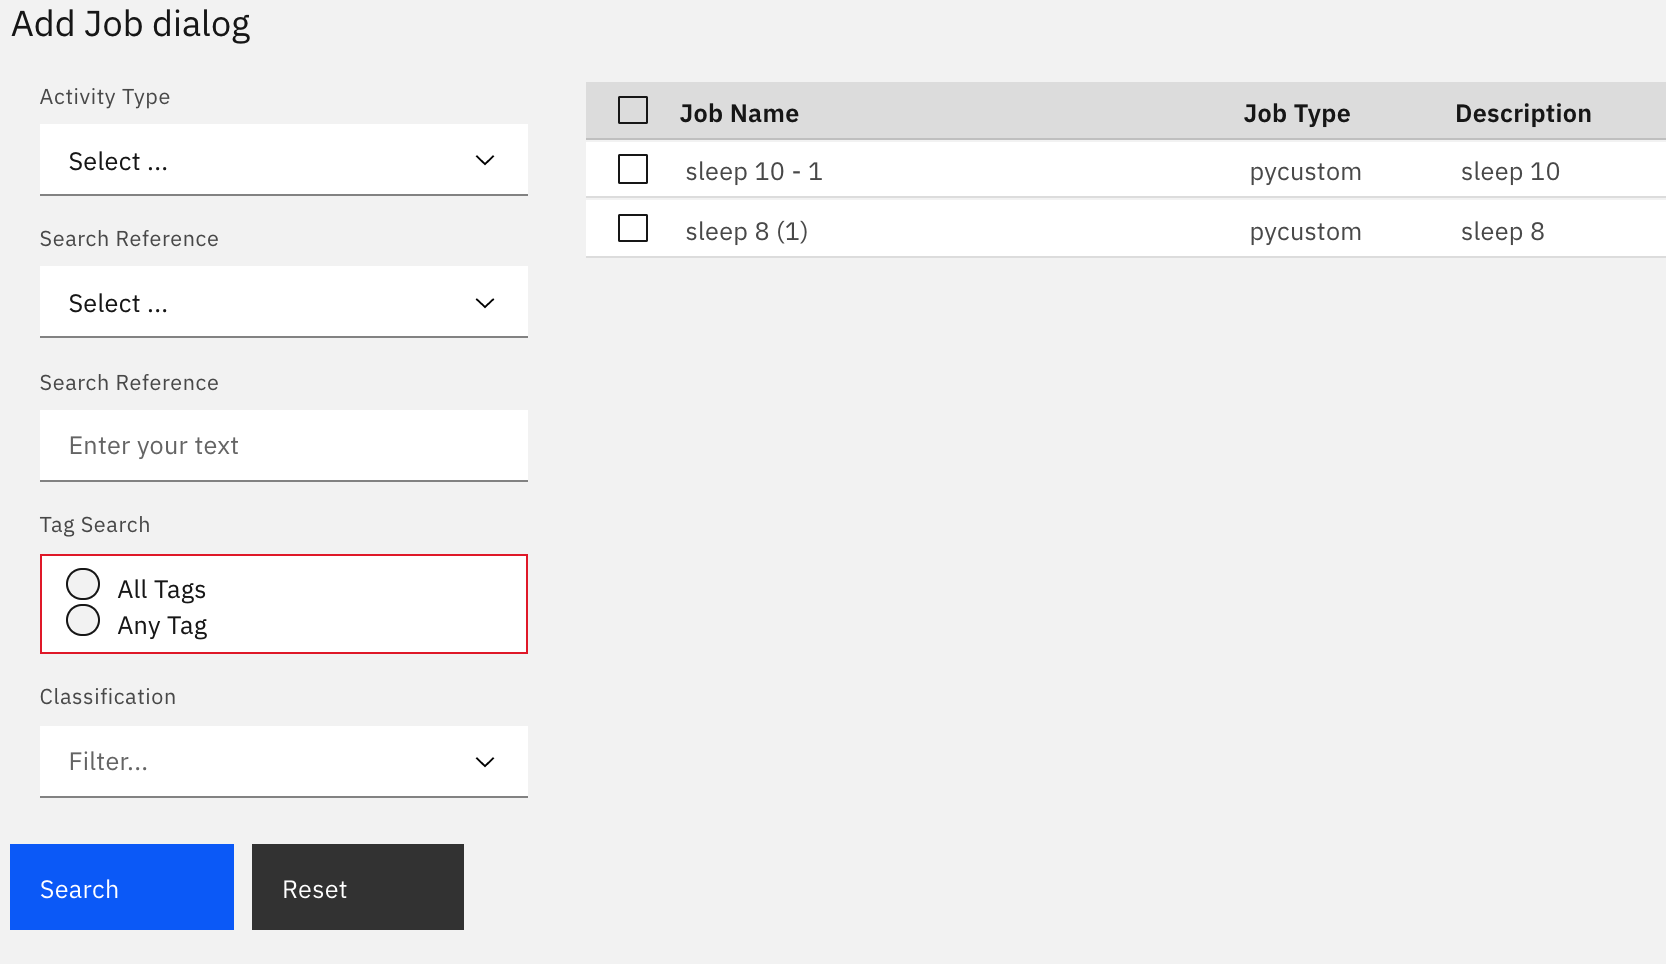 Add Job dialog
Activity Type
Select ...
Search Reference
Select ...
Search Reference
Enter your text
Tag Search
All Tags
Any Tag
Classification
Filter...
Search Reset
Job Name Job Type Description
sleep 10 - 1 pycustom sleep 10
sleep 8 (1) pycustom sleep 8